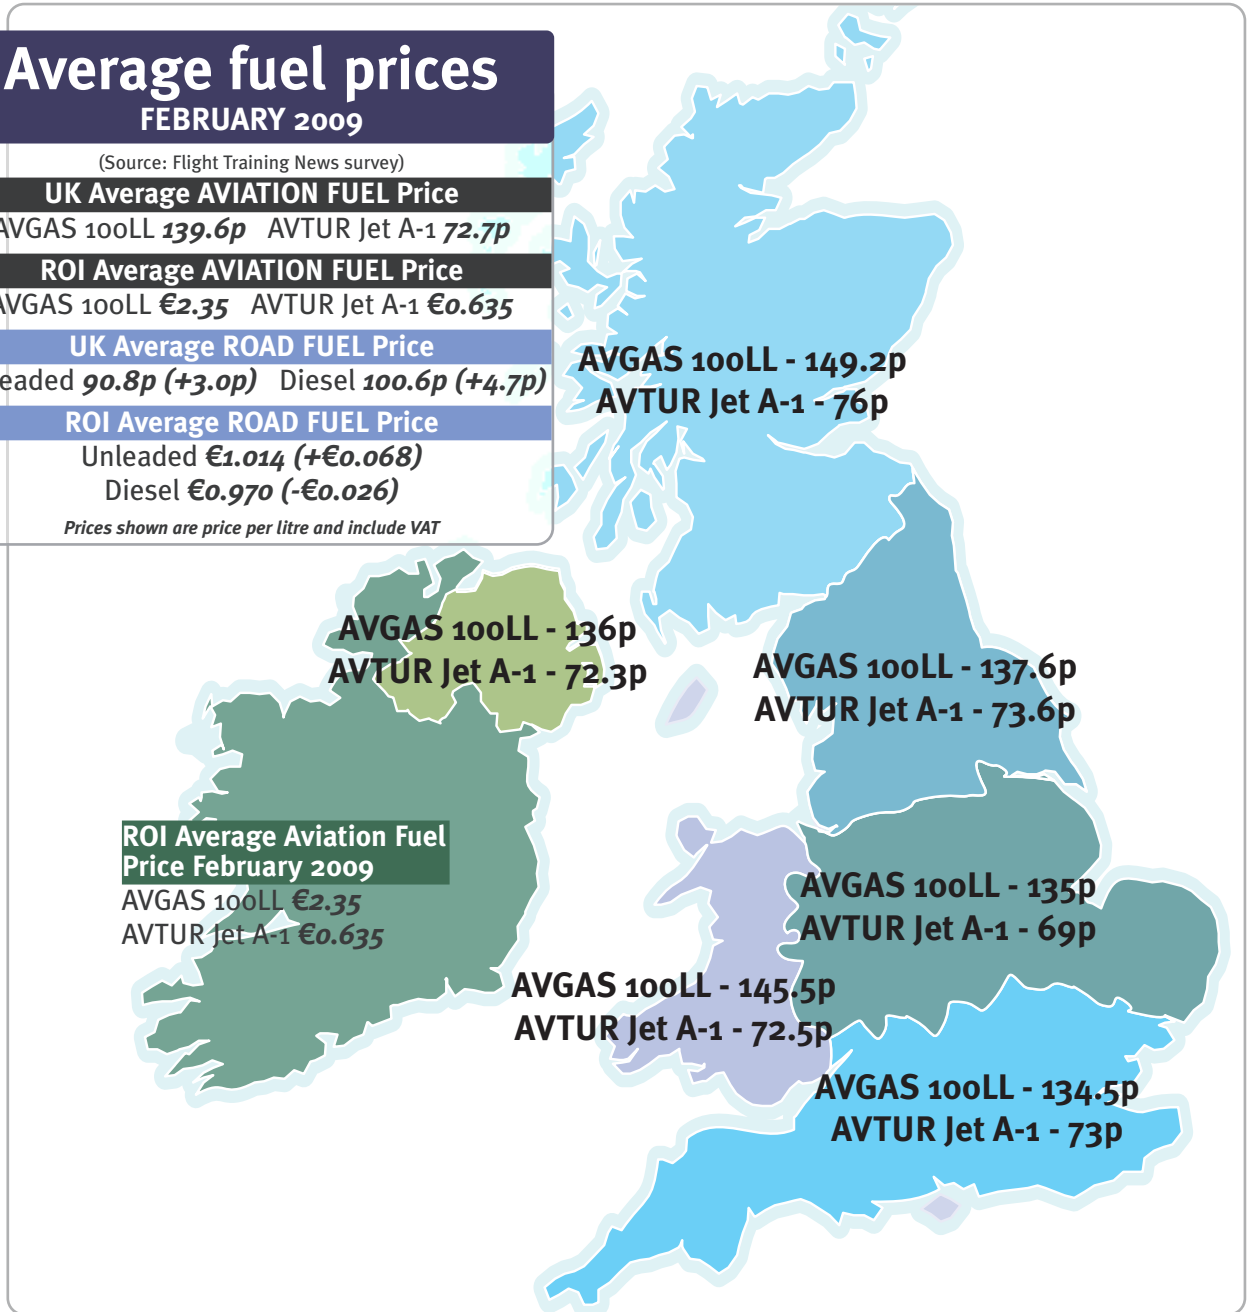 Average fuel prices
FEBRUARY 2009
(Source: Flight Training News survey)
UK Average AVIATION FUEL Price
AVGAS 100LL 139.6p AVTUR Jet A-1 72.7p
ROI Average AVIATION FUEL Price
AVGAS 100LL €2.35 AVTUR Jet A-1 €0.635
UK Average ROAD FUEL Price
eaded 90.8p (+3.0p) Diesel 100.6p (+4.7p)
ROI Average ROAD FUEL Price
Unleaded €1.014 (+€0.068)
Diesel €0.970 (-€0.026)
Prices shown are price per litre and include VAT
AVGAS 100LL - 149.2p
AVTUR Jet A-1 - 76p
AVGAS 100LL - 136p
AVTUR Jet A-1 - 72.3p
AVGAS 100LL - 137.6p
AVTUR Jet A-1 - 73.6p
ROI Average Aviation Fuel
Price February 2009
AVGAS 100LL €2.35
AVTUR Jet A-1 €0.635
AVGAS 100LL - 135p
AVTUR Jet A-1 - 69p
AVGAS 100LL - 145.5p
AVTUR Jet A-1 - 72.5p
AVGAS 100LL - 134.5p
AVTUR Jet A-1 - 73p